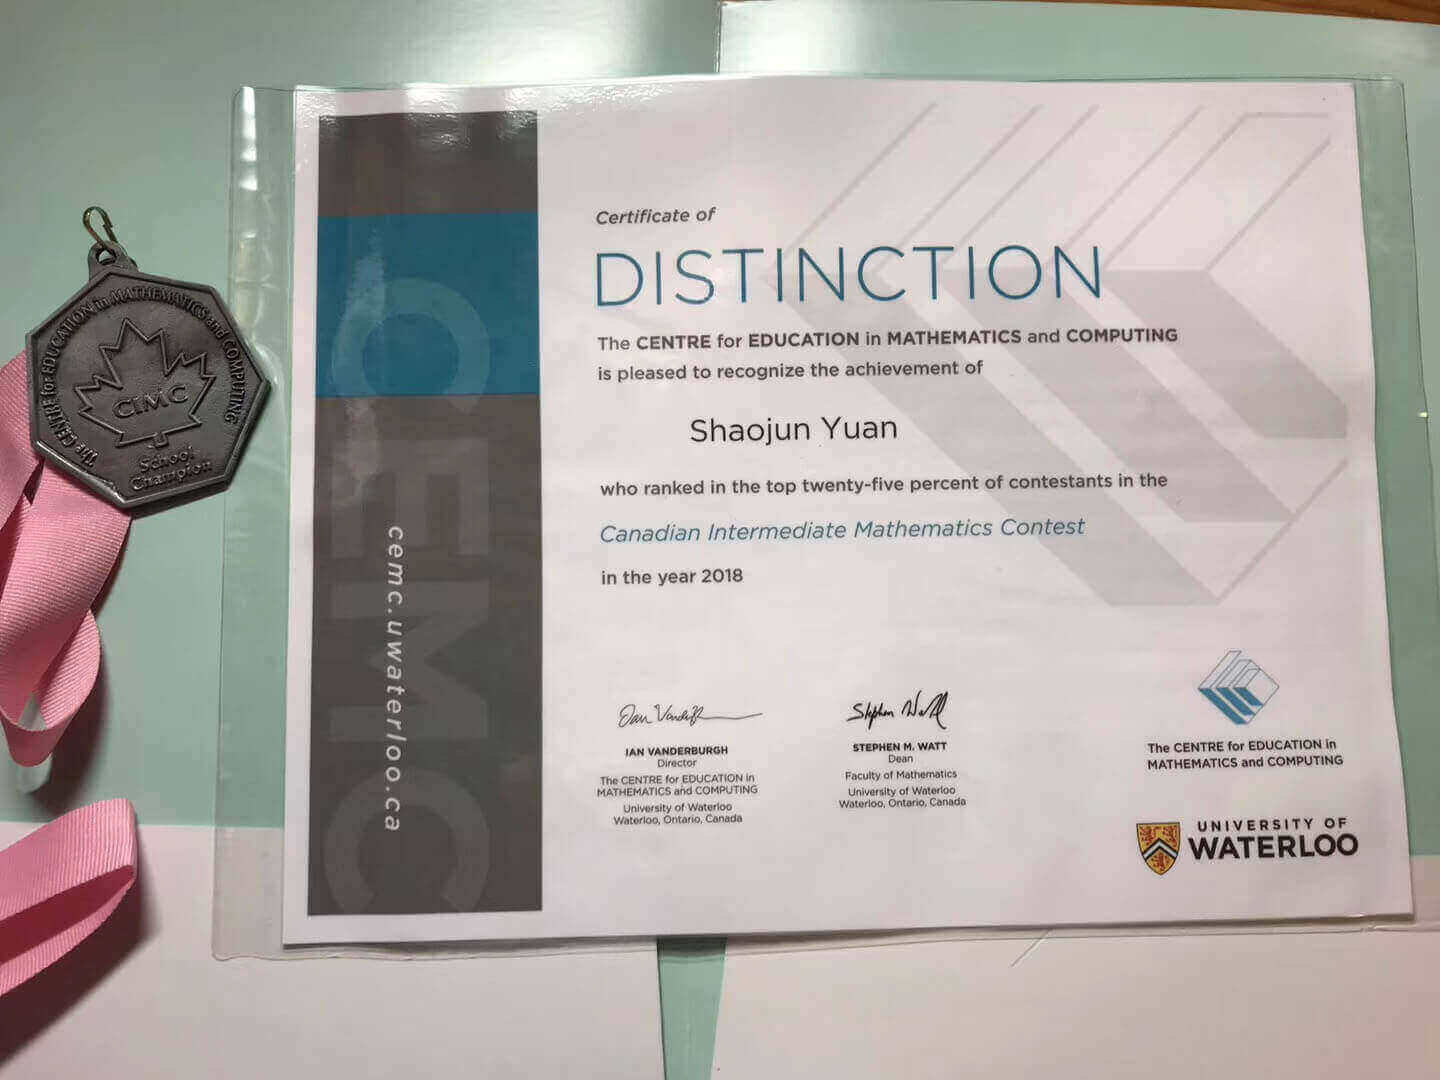 The CENTRE for EDUCATION in MATHEMATICS and COMPUTING
CIMC
School
Champion
CEMC
cemc.uwaterloo.ca
Certificate of
DISTINCTION
The CENTRE for EDUCATION in MATHEMATICS and COMPUTING
is pleased to recognize the achievement of
Shaojun Yuan
who ranked in the top twenty-five percent of contestants in the
Canadian Intermediate Mathematics Contest
in the year 2018
IAN VANDERBURGH
Director
The CENTRE for EDUCATION in
MATHEMATICS and COMPUTING
University of Waterloo
Waterloo, Ontario, Canada
Stephen Watt
STEPHEN M. WATT
Dean
Faculty of Mathematics
University of Waterloo
Waterloo, Ontario, Canada
The CENTRE for EDUCATION in
MATHEMATICS and COMPUTING
UNIVERSITY OF
WATERLOO